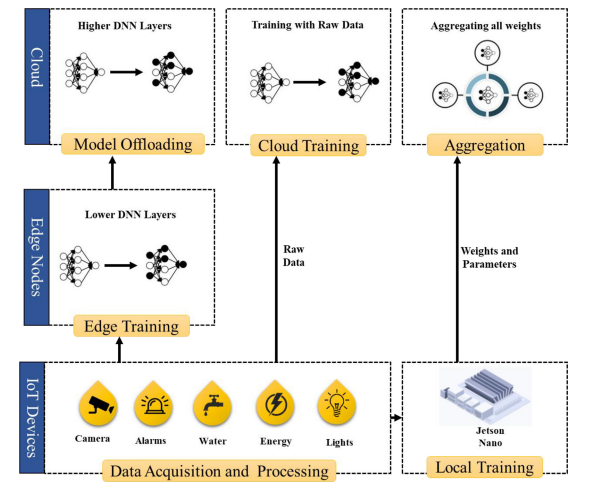 Cloud
Higher DNN Layers
Model Offloading
Training with Raw Data
Cloud Training
Aggregating all weights
Aggregation
Edge Nodes
Lower DNN Layers
Edge Training
Raw
Data
Weights and
Parameters
IoT Devices
Camera
Alarms
Water
Energy
Lights
Data Acquisition and Processing
Jetson
Nano
Local Training